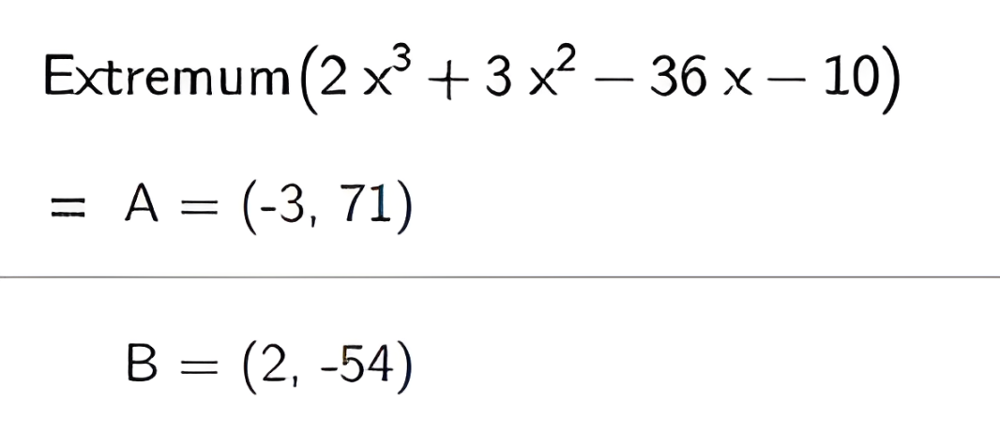 Extremum(2 x³ + 3 x² − 36 x − 10)
= A = (-3, 71)
B = (2, -54)